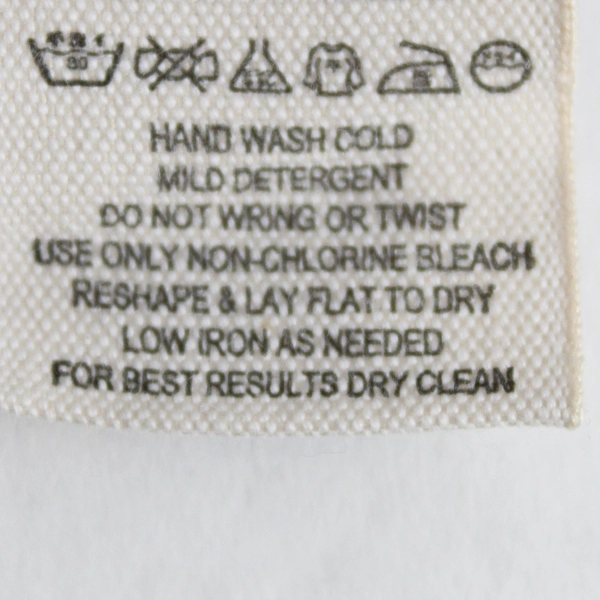 30
HAND WASH COLD
MILD DETERGENT
DO NOT WRING OR TWIST
USE ONLY NON-CHLORINE BLEACH
RESHAPE & LAY FLAT TO DRY
LOW IRON AS NEEDED
FOR BEST RESULTS DRY CLEAN